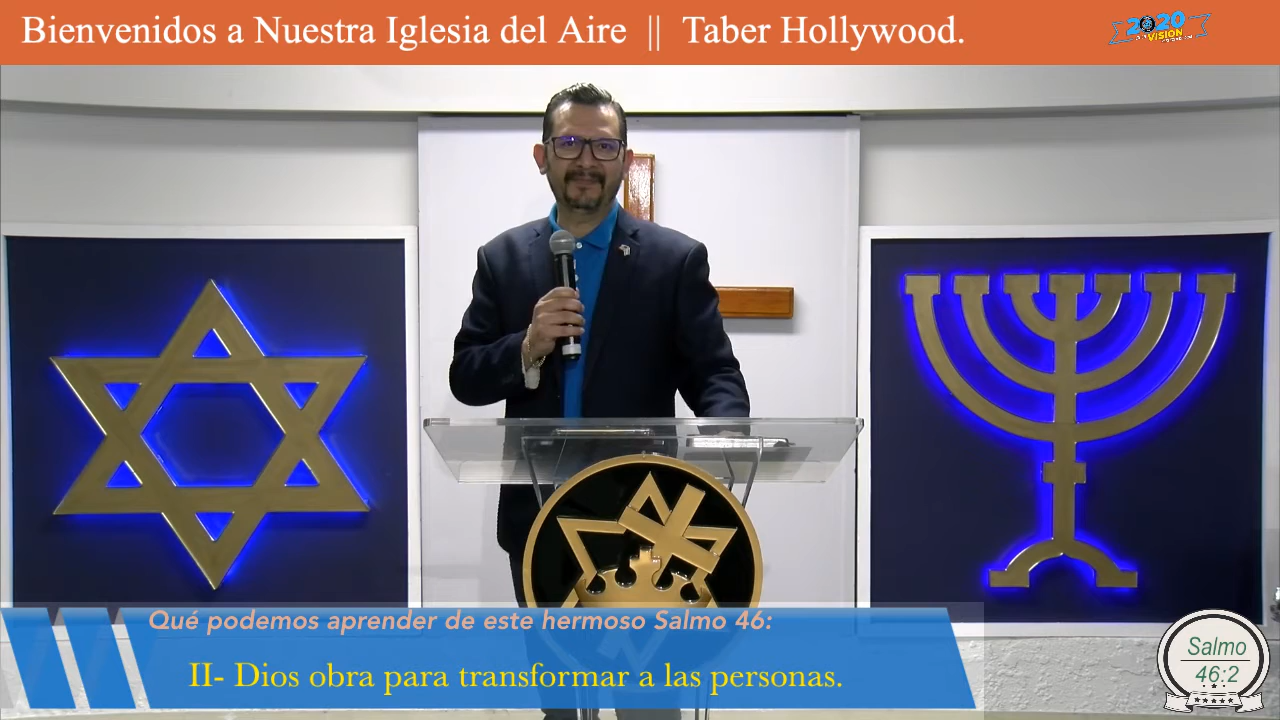 Bienvenidos a Nuestra Iglesia del Aire || Taber Hollywood.
2020
VISIÓN
Qué podemos aprender de este hermoso Salmo 46:
II- Dios obra para transformar a las personas.
Salmo
46:2